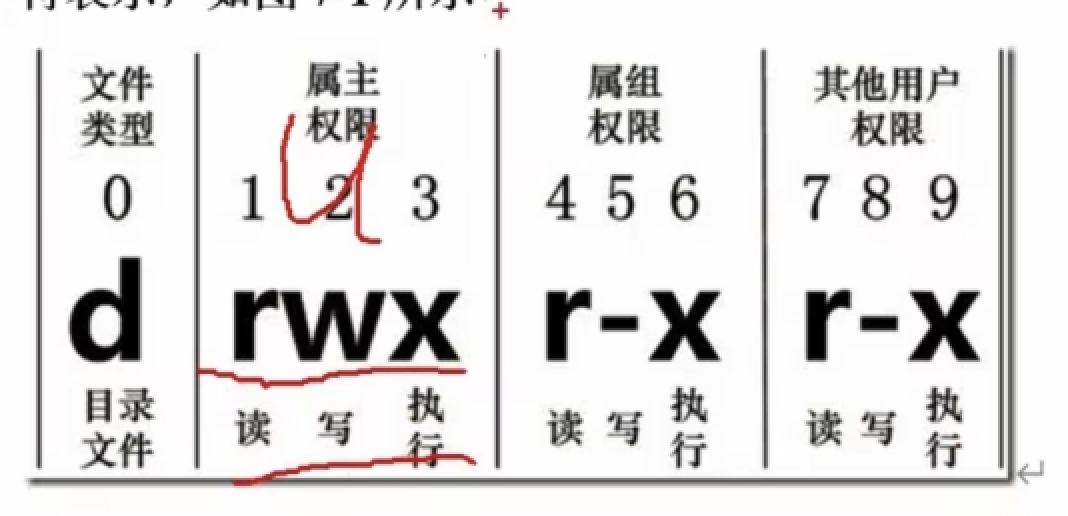 文件 属主 属组 其他用户
类型 权限 权限 权限
0 1 2 3 4 5 6 7 8 9
d rwx r-x r-x
目录 读 写 执 读 写 执 读 写 执
文件 行 行 行
u